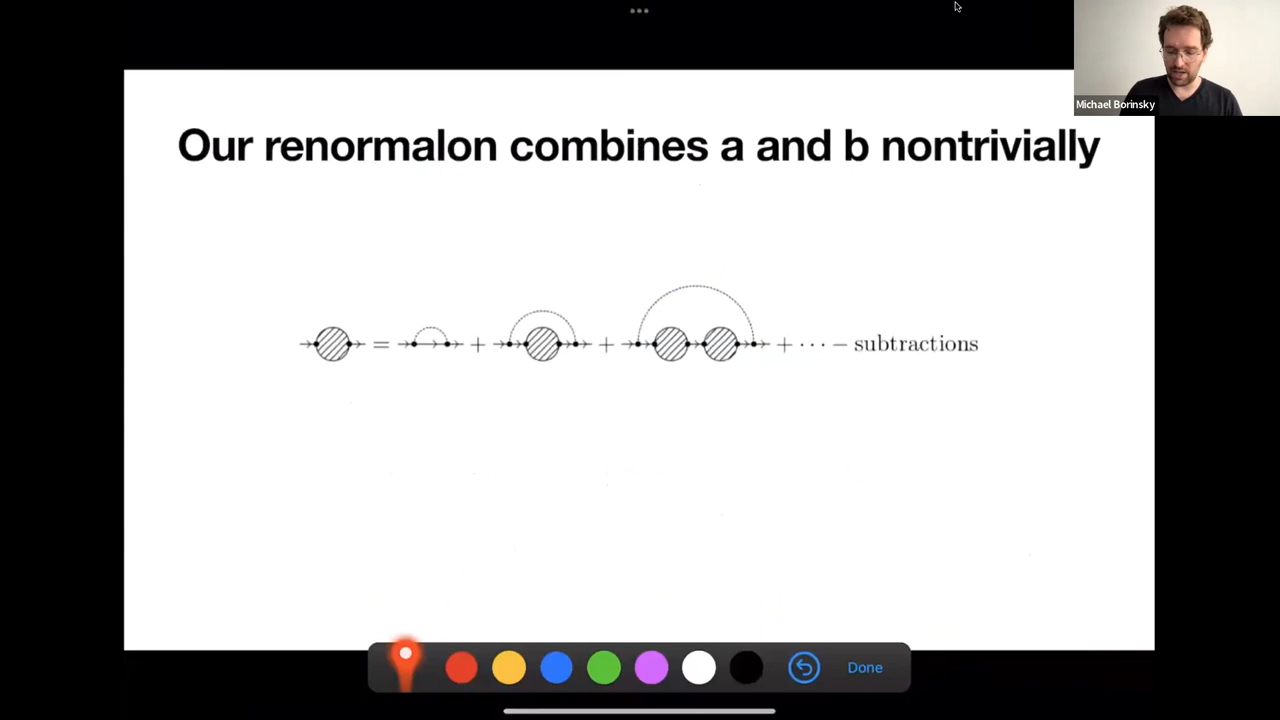 Michael Borinsky
Our renormalon combines a and b nontrivially
= + + + ··· − subtractions
Done